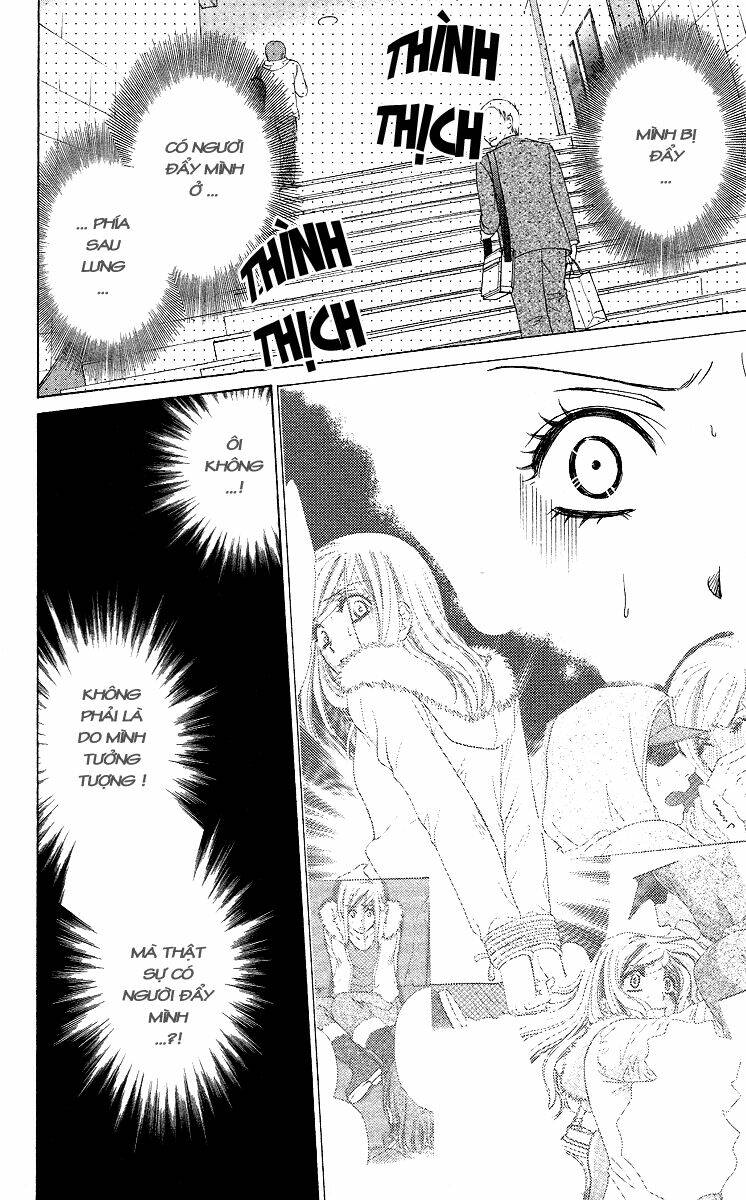 MÌNH BỊ
ĐẨY
...
THÌNH
THỊCH
CÓ NGƯƠI
ĐẨY MÌNH
Ở ...
... PHÍA
SAU
LƯNG
...
THÌNH
THỊCH
ÔI
KHÔNG
...!
KHÔNG
PHẢI LÀ
DO MÌNH
TƯỞNG
TƯỢNG !
MÀ THẬT
SỰ CÓ
NGƯỜI ĐẨY
MÌNH
...?!